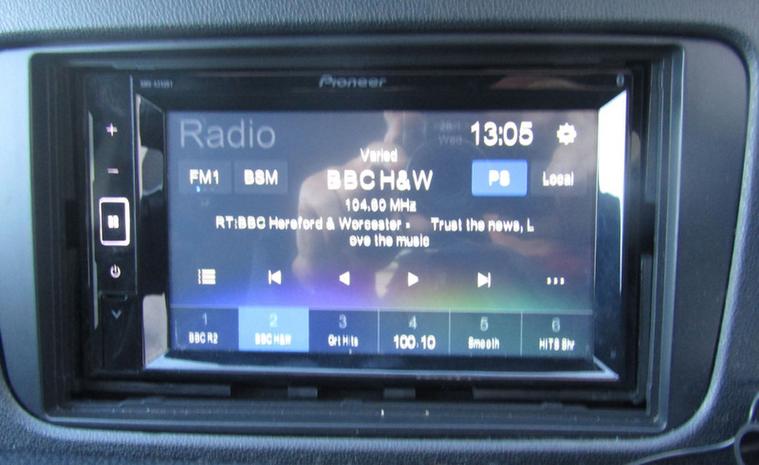 Pioneer
Radio
13:05
Varied
FM1 BSM BBC H&W PS Local
104.60 MHz
RT:BBC Hereford & Worcester - Trust the news, L
ove the music
1 2 3 4 5 6
BBC R2 BBC H&W Grt Hits 100.10 Smooth HITS Shr